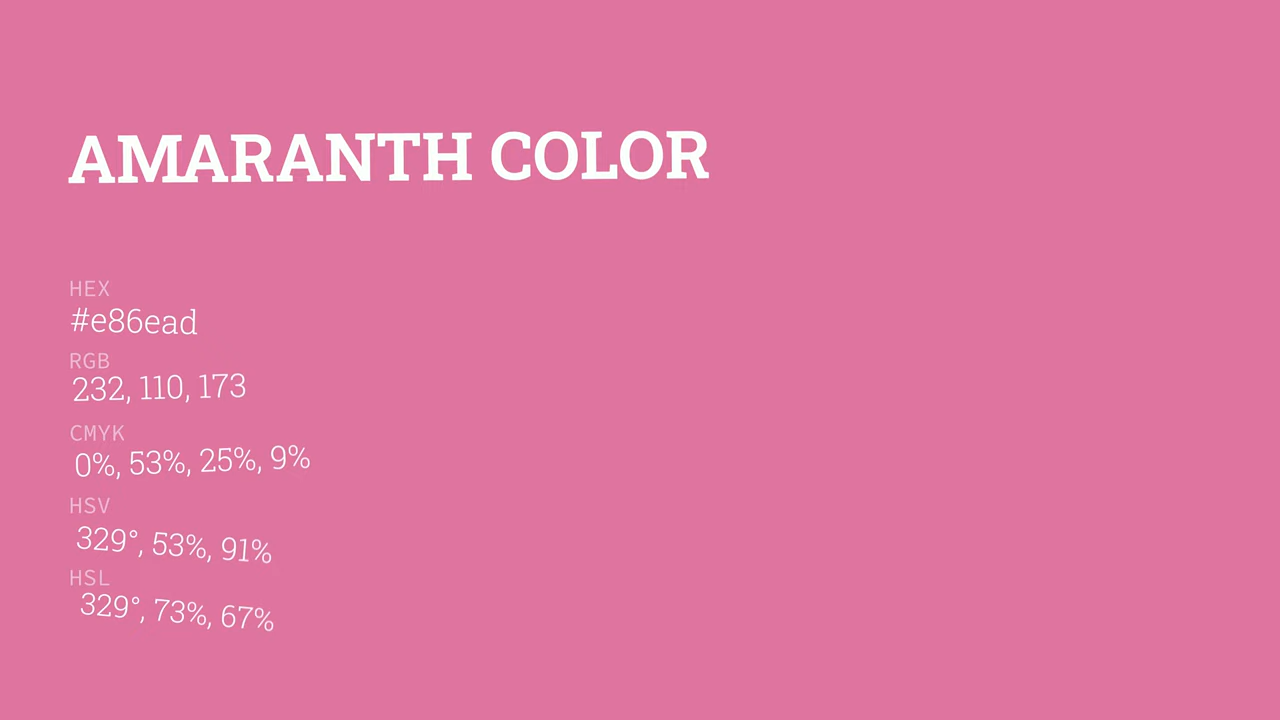 AMARANTH COLOR
HEX
#e86ead
RGB
232, 110, 173
CMYK
0%, 53%, 25%, 9%
HSV
329°, 53%, 91%
HSL
329°, 73%, 67%